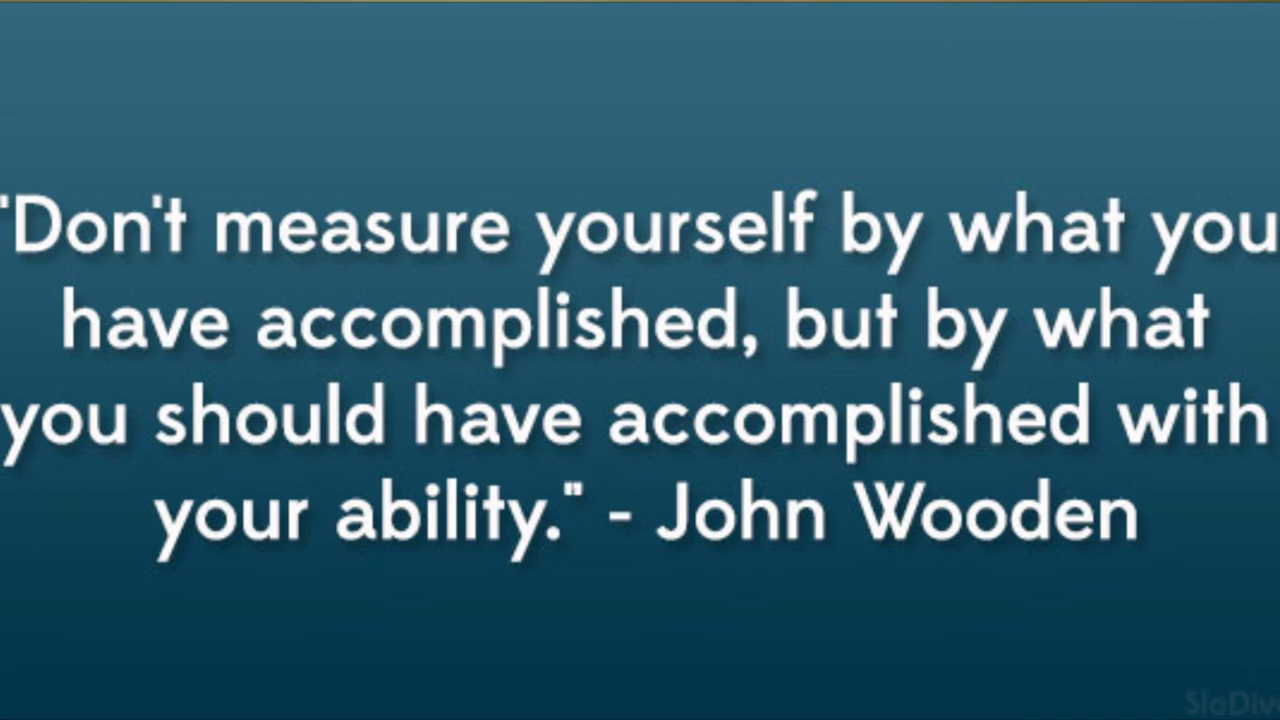 "Don't measure yourself by what you
have accomplished, but by what
you should have accomplished with
your ability." - John Wooden